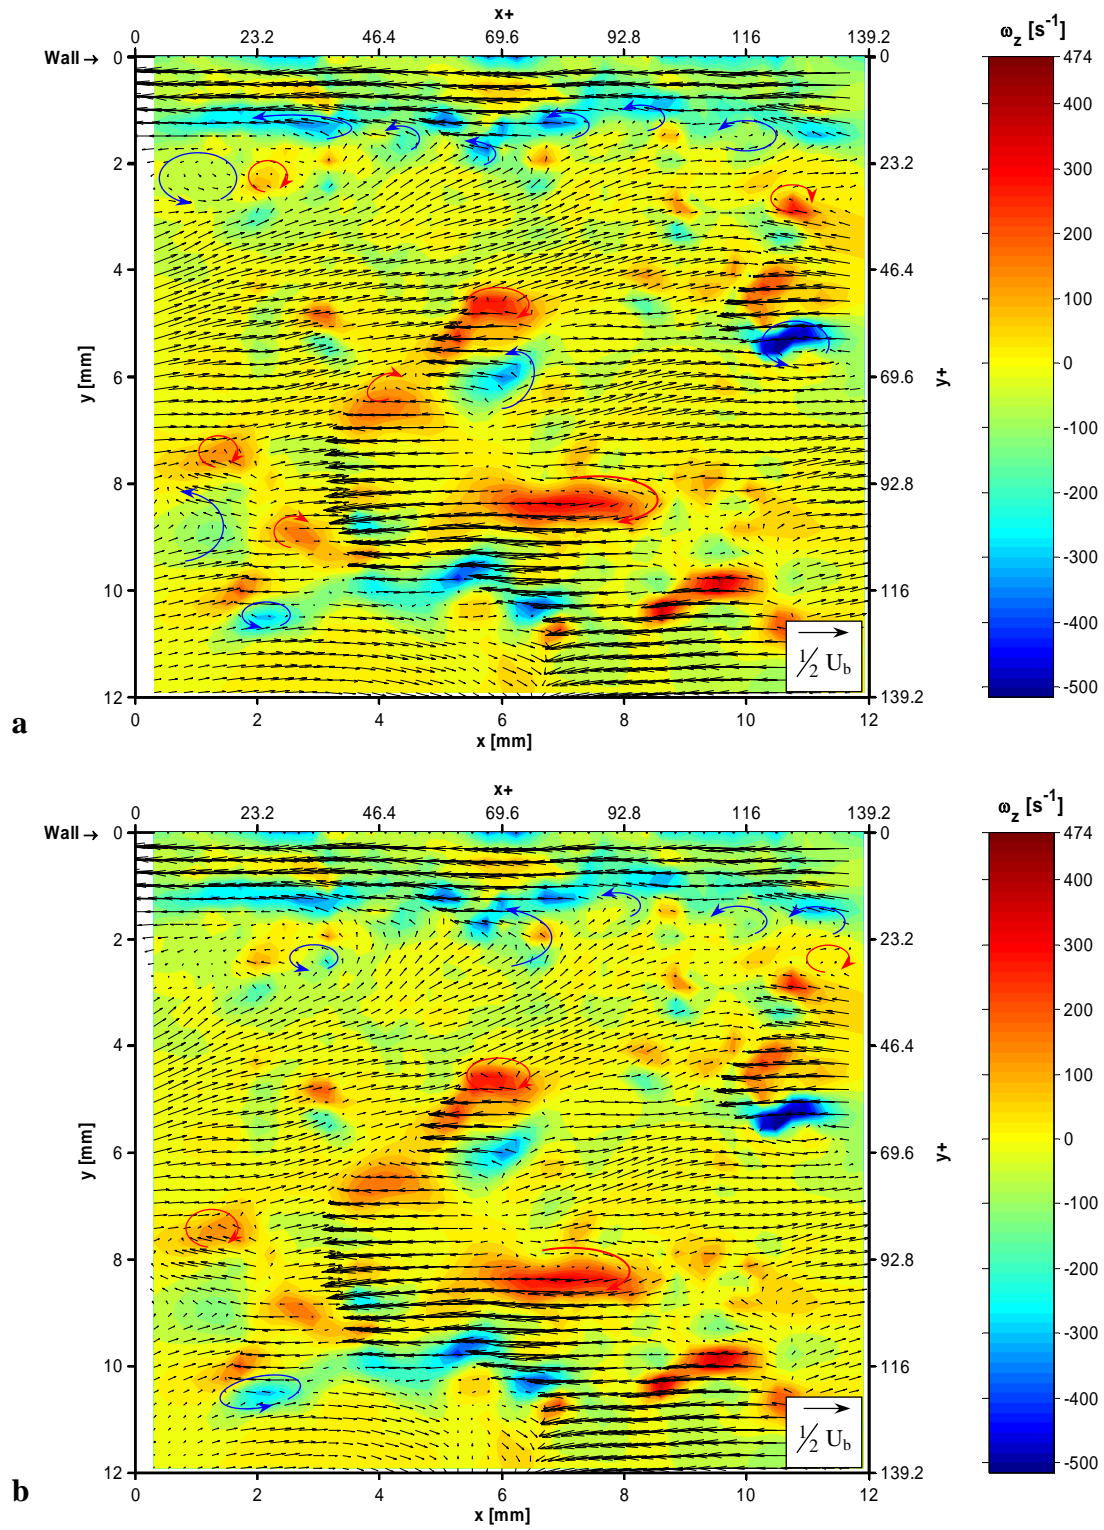 x+
0 23.2 46.4 69.6 92.8 116 139.2
ω_z [s^-1]
Wall →
0 0 474
400
2 23.2
300
200
4 46.4
100
y [mm]
y+
0
6 69.6
-100
8 92.8
-200
-300
10 116
-400
½ U_b
-500
12 139.2
0 2 4 6 8 10 12
a
x [mm]
x+
0 23.2 46.4 69.6 92.8 116 139.2
ω_z [s^-1]
Wall →
0 0 474
400
2 23.2
300
200
4 46.4
100
y [mm]
y+
0
6 69.6
-100
8 92.8
-200
-300
10 116
-400
½ U_b
-500
12 139.2
b
0 2 4 6 8 10 12
x [mm]